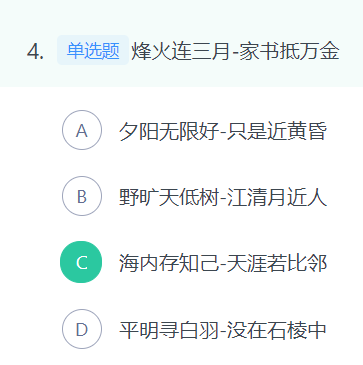 4. 单选题 烽火连三月-家书抵万金
A 夕阳无限好-只是近黄昏
B 野旷天低树-江清月近人
C 海内存知己-天涯若比邻
D 平明寻白羽-没在石棱中